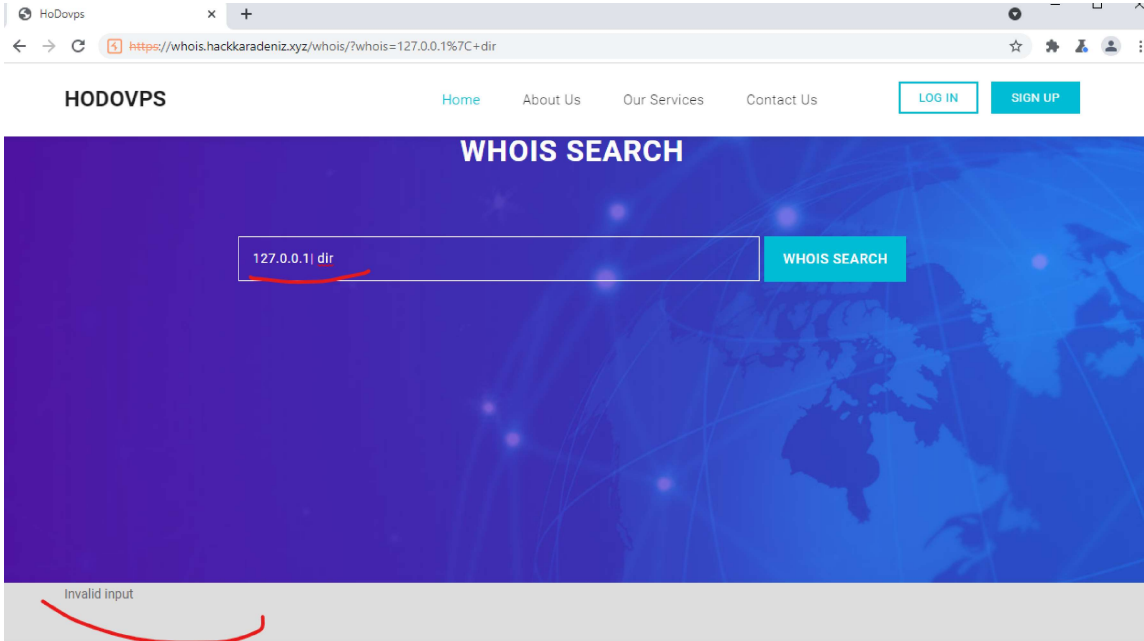 HoDovps
https://whois.hackkaradeniz.xyz/whois/?whois=127.0.0.1%7C+dir
HODOVPS
Home About Us Our Services Contact Us LOG IN SIGN UP
WHOIS SEARCH
127.0.0.1| dir WHOIS SEARCH
Invalid input